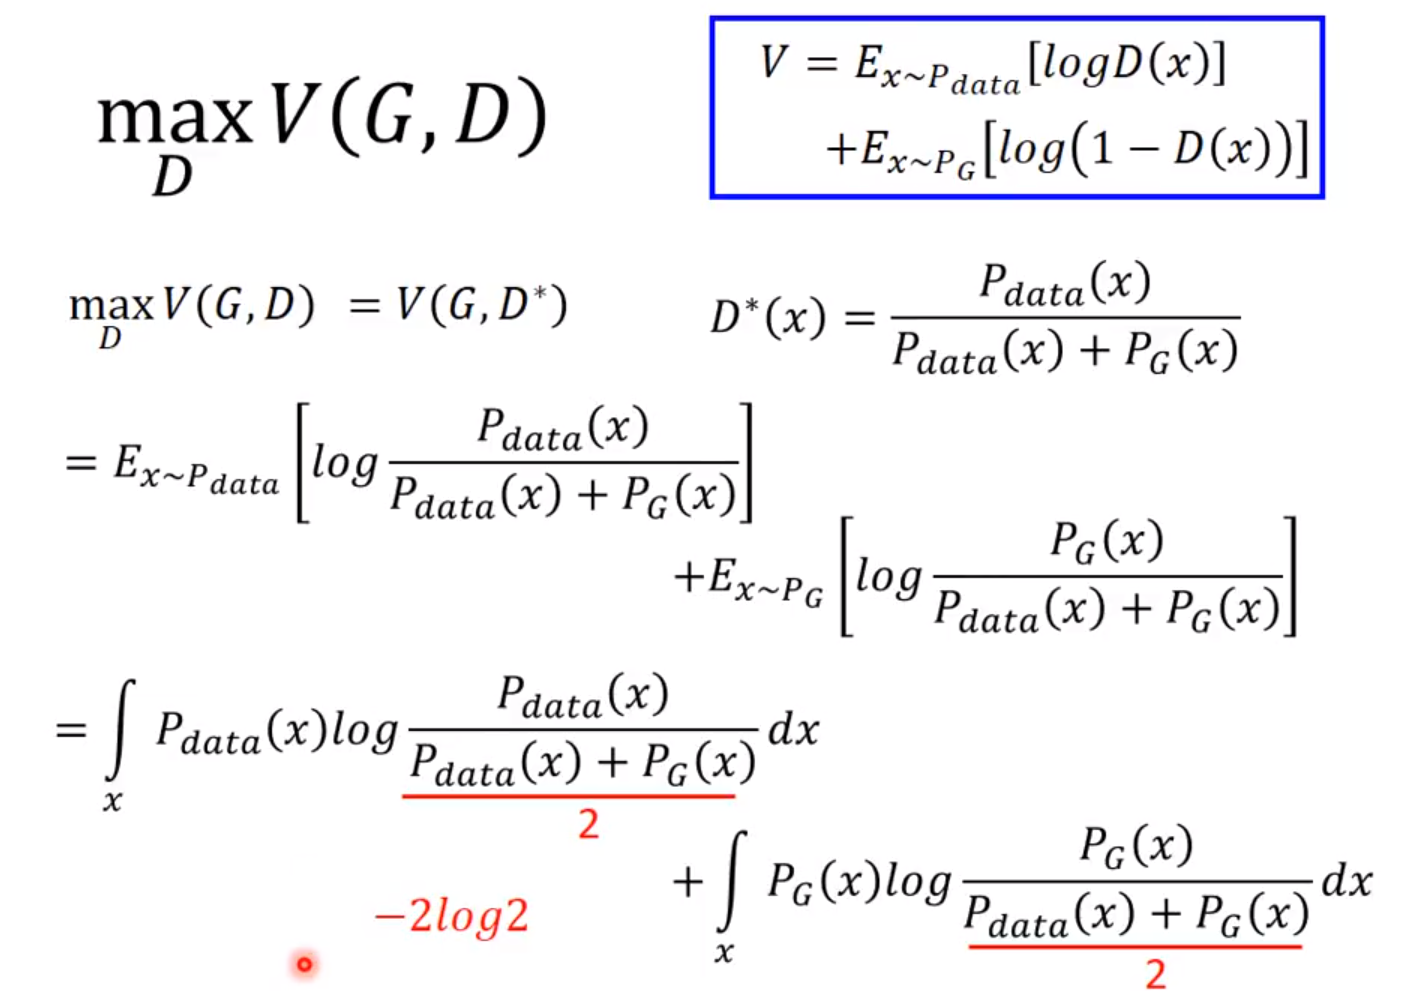 max_D V(G, D)
V = E_{x~P_data}[logD(x)]
+E_{x~P_G}[log(1 − D(x))]
max_D V(G, D) = V(G, D*)
D*(x) = P_data(x) / (P_data(x) + P_G(x))
= E_{x~P_data} [log P_data(x) / (P_data(x) + P_G(x))]
+E_{x~P_G} [log P_G(x) / (P_data(x) + P_G(x))]
= ∫_x P_data(x)log P_data(x) / ((P_data(x) + P_G(x)) / 2) dx
+ ∫_x P_G(x)log P_G(x) / ((P_data(x) + P_G(x)) / 2) dx
−2log2